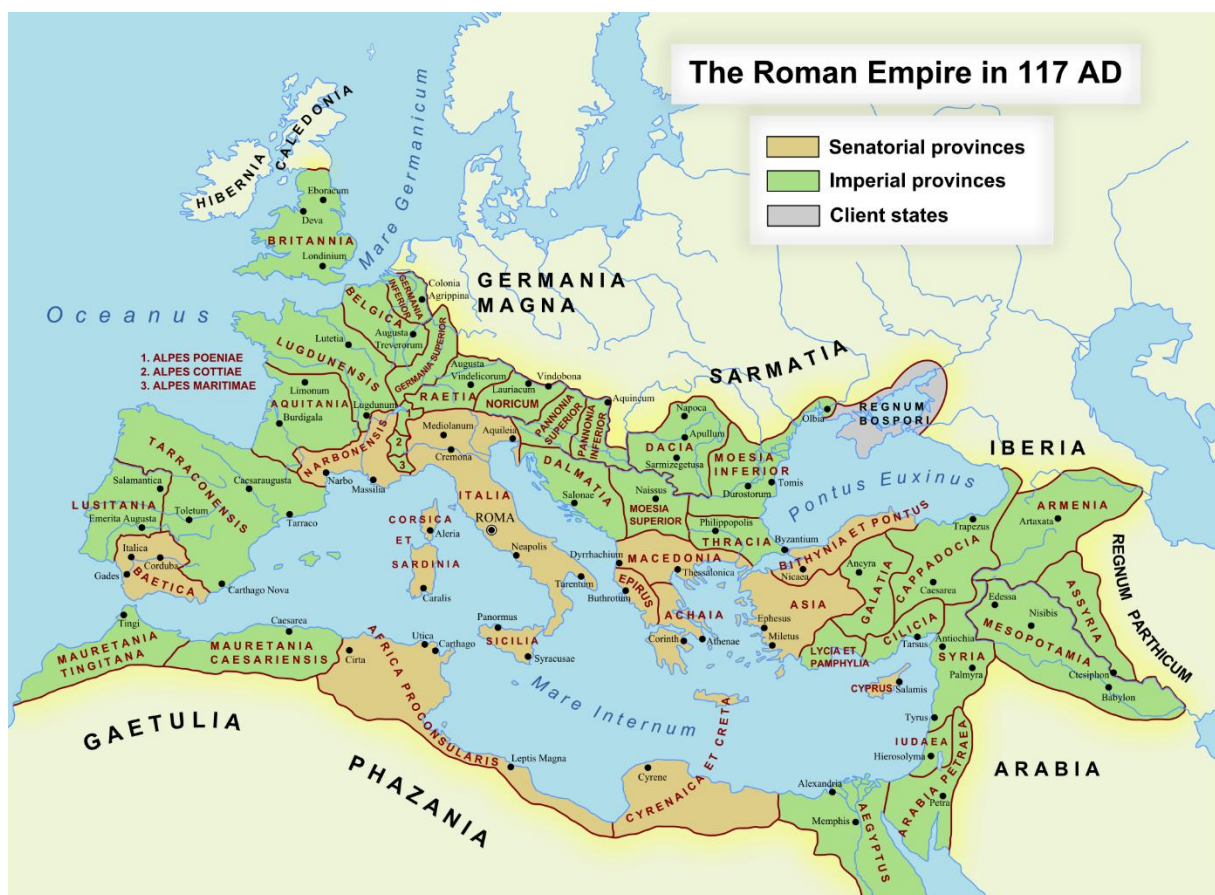 The Roman Empire in 117 AD
Senatorial provinces
Imperial provinces
Client states
HIBERNIA
CALEDONIA
Mare Germanicum
Oceanus
Eboracum
Deva
BRITANNIA
Londinium
GERMANIA
MAGNA
SARMATIA
GERMANIA
INFERIOR
Colonia
Agrippina
BELGICA
Augusta
Treverorum
Lutetia
LUGDUNENSIS
GERMANIA SUPERIOR
1. ALPES POENIAE
2. ALPES COTTIAE
3. ALPES MARITIMAE
Limonum
AQUITANIA
Burdigala
Lugdunum
Augusta
Vindelicorum
RAETIA
Lauriacum
NORICUM
Vindobona
PANNONIA
SUPERIOR
PANNONIA
INFERIOR
Aquincum
1
2
3
NARBONENSIS
Narbo
Massilia
Mediolanum
Cremona
Aquileia
ITALIA
ROMA
Neapolis
Tarentum
CORSICA
ET
SARDINIA
Aleria
Caralis
Panormus
SICILIA
Syracusae
DALMATIA
Salonae
Napoca
Apullum
DACIA
Sarmizegetusa
MOESIA
INFERIOR
Tomis
Durostorum
Naissus
MOESIA
SUPERIOR
Philippopolis
THRACIA
Byzantium
Olbia
REGNUM
BOSPORI
Pontus Euxinus
IBERIA
TARRACONENSIS
Salamantica
LUSITANIA
Emerita Augusta
Toletum
Caesaraugusta
Tarraco
Italica
Corduba
Gades
BAETICA
Carthago Nova
Dyrrhachium
MACEDONIA
Thessalonica
EPIRUS
Buthrotum
ACHAIA
Corinth
Athenae
BITHYNIA ET PONTUS
Nicaea
ASIA
Ephesus
Miletus
Ancyra
GALATIA
CAPPADOCIA
Caesarea
Trapezus
LYCIA ET
PAMPHYLIA
CILICIA
Tarsus
ARMENIA
Artaxata
REGNUM PARTHICUM
ASSYRIA
Edessa
Nisibis
MESOPOTAMIA
Ctesiphon
Babylon
Antiochia
SYRIA
Palmyra
CYPRUS
Salamis
Tyrus
IUDAEA
Hierosolyma
ARABIA PETRAEA
Petra
ARABIA
Tingi
MAURETANIA
TINGITANA
Caesarea
MAURETANIA
CAESARIENSIS
Cirta
Utica
Carthago
AFRICA PROCONSULARIS
Leptis Magna
Mare Internum
Cyrene
CYRENAICA ET CRETA
Alexandria
Memphis
AEGYPTUS
GAETULIA
PHAZANIA